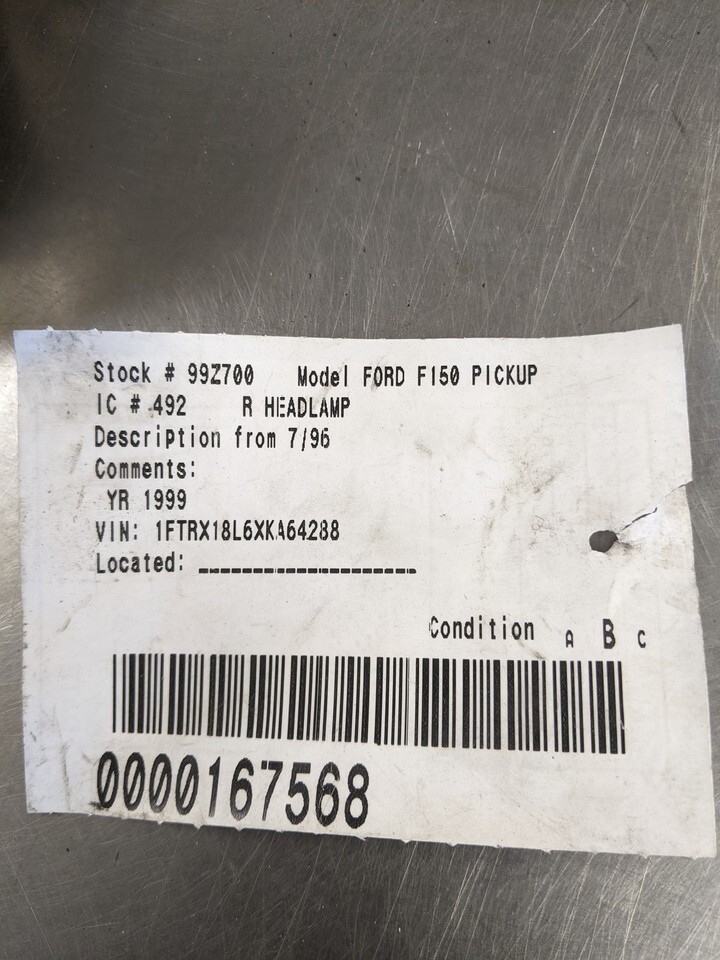 Stock # 99Z700 Model FORD F150 PICKUP
IC # 492 R HEADLAMP
Description from 7/96
Comments:
YR 1999
VIN: 1FTRX18L6XKA64288
Located: ____________________
Condition A B C
0000167568